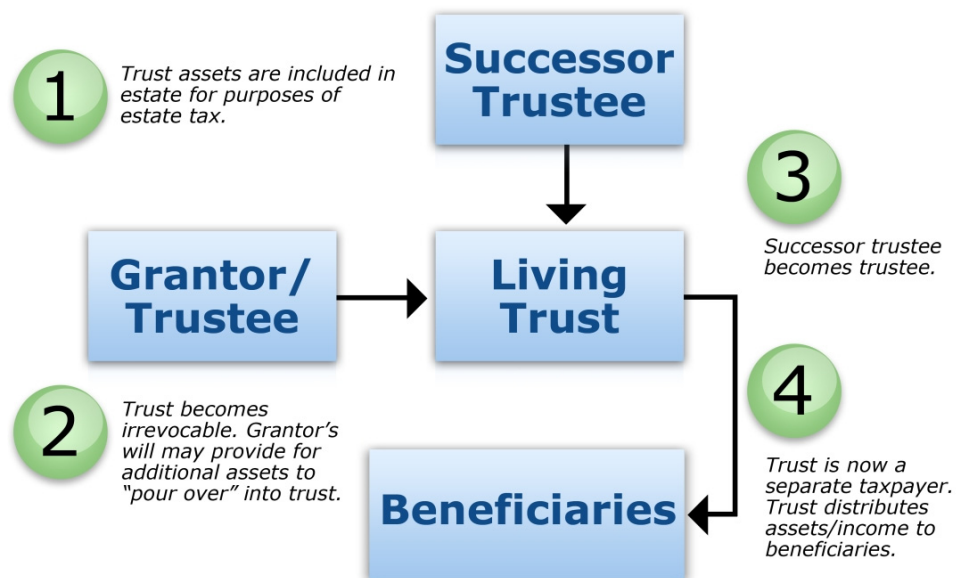 1
Trust assets are included in
estate for purposes of
estate tax.
Successor
Trustee
3
Successor trustee
becomes trustee.
Grantor/
Trustee
Living
Trust
2
Trust becomes
irrevocable. Grantor’s
will may provide for
additional assets to
“pour over” into trust.
4
Trust is now a
separate taxpayer.
Trust distributes
assets/income to
beneficiaries.
Beneficiaries